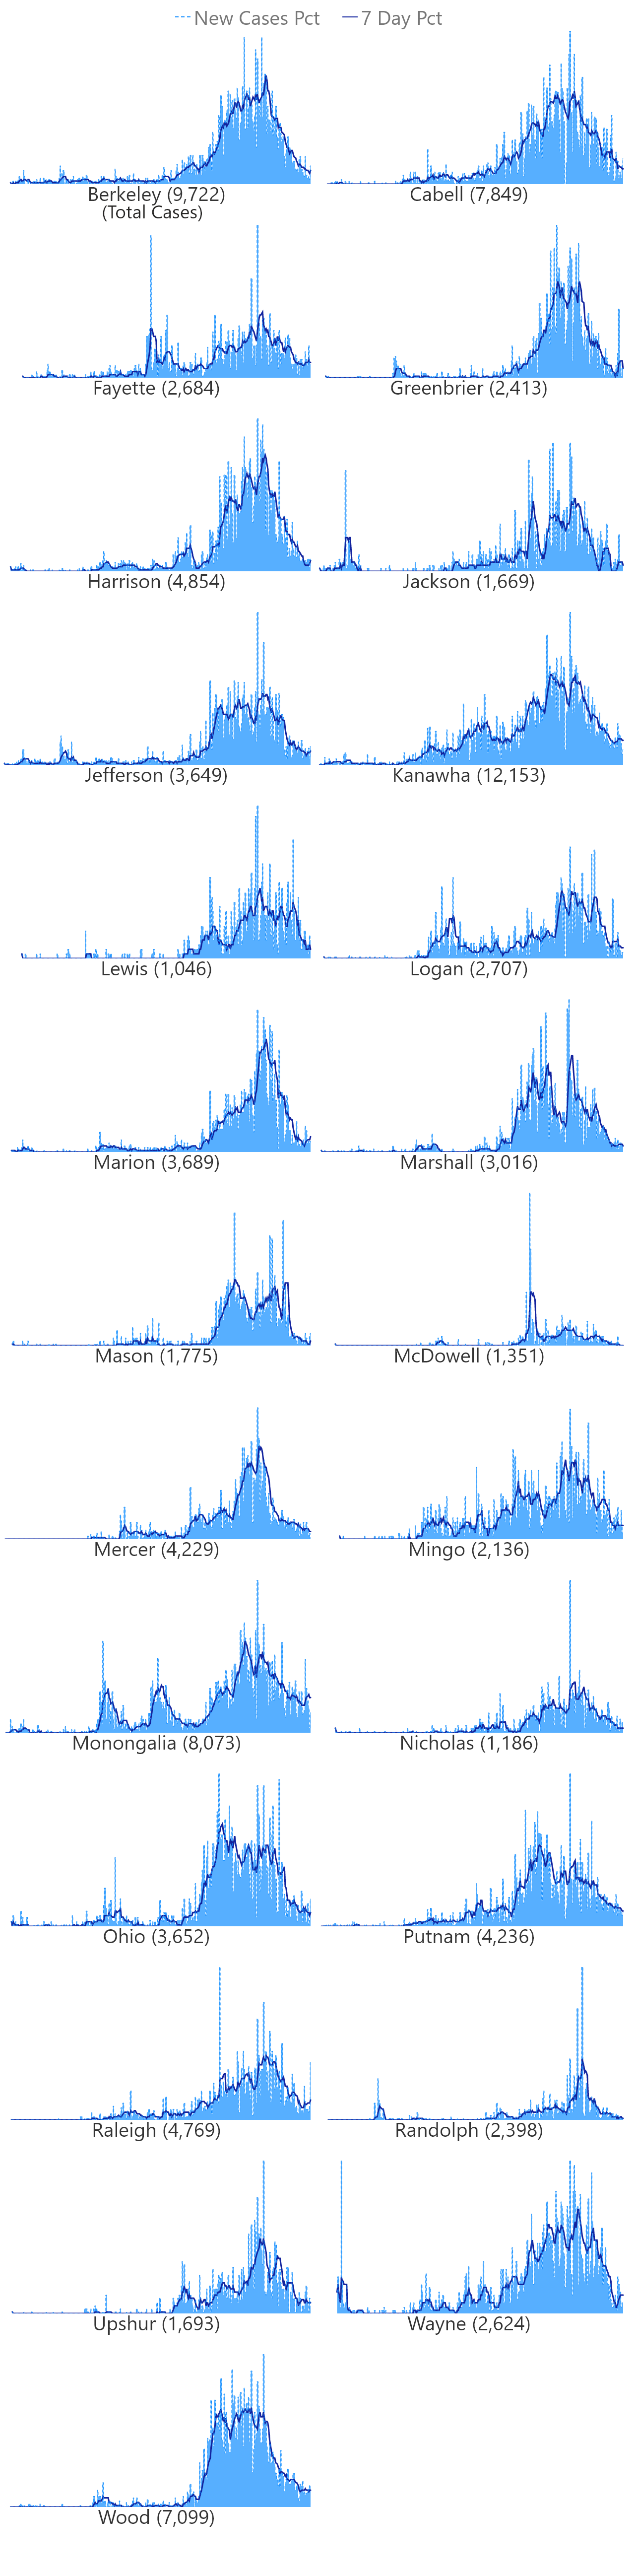 New Cases Pct 7 Day Pct
Berkeley (9,722) Cabell (7,849)
(Total Cases)
Fayette (2,684) Greenbrier (2,413)
Harrison (4,854) Jackson (1,669)
Jefferson (3,649) Kanawha (12,153)
Lewis (1,046) Logan (2,707)
Marion (3,689) Marshall (3,016)
Mason (1,775) McDowell (1,351)
Mercer (4,229) Mingo (2,136)
Monongalia (8,073) Nicholas (1,186)
Ohio (3,652) Putnam (4,236)
Raleigh (4,769) Randolph (2,398)
Upshur (1,693) Wayne (2,624)
Wood (7,099)